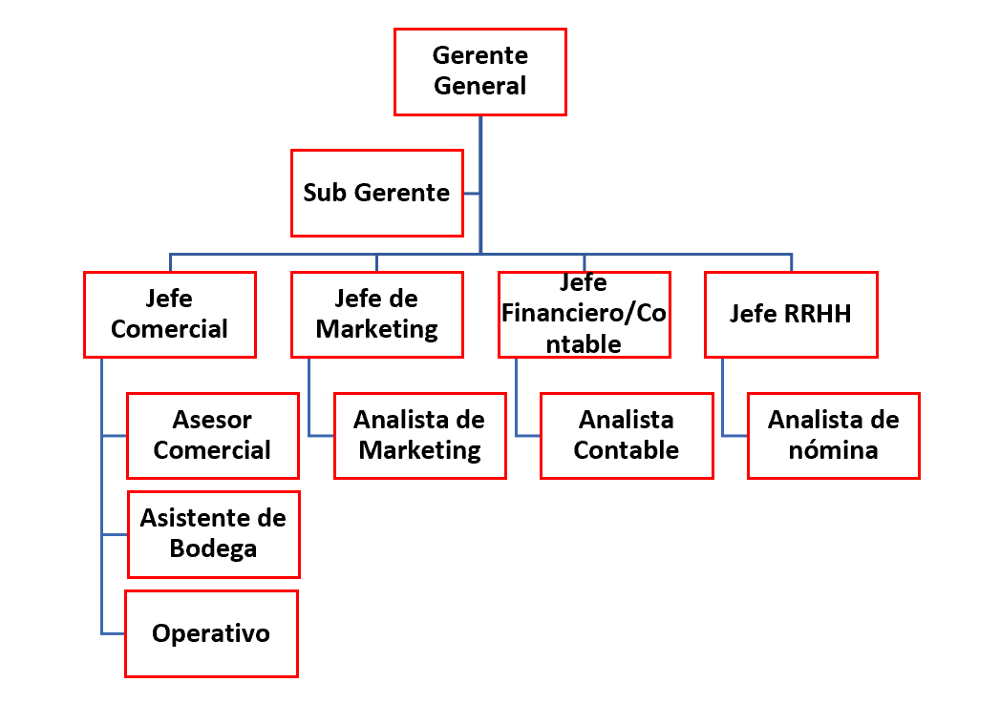 Gerente
General
Sub Gerente
Jefe
Comercial
Jefe de
Marketing
Jefe
Financiero/Co
ntable
Jefe RRHH
Asesor
Comercial
Analista de
Marketing
Analista
Contable
Analista de
nómina
Asistente de
Bodega
Operativo